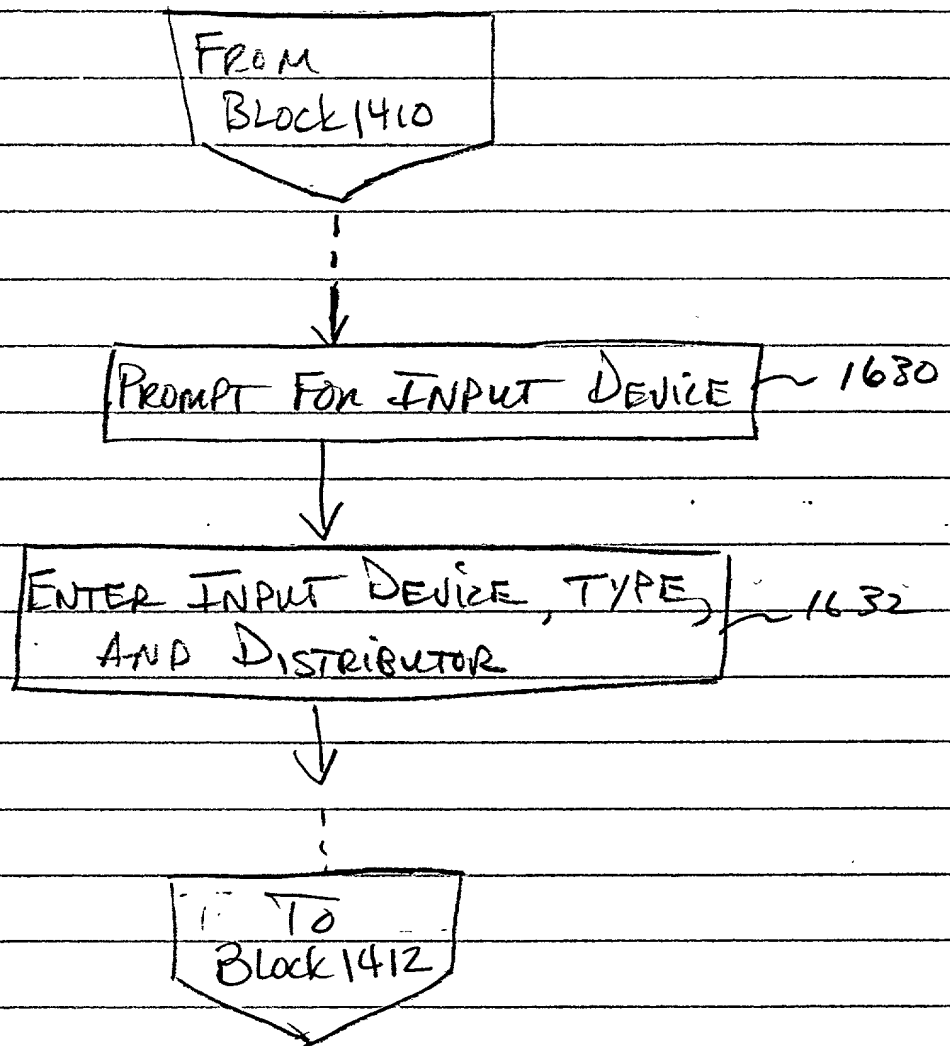 FROM
BLOCK 1410
PROMPT FOR INPUT DEVICE
1630
ENTER INPUT DEVICE, TYPE,
AND DISTRIBUTOR
1632
TO
BLOCK 1412